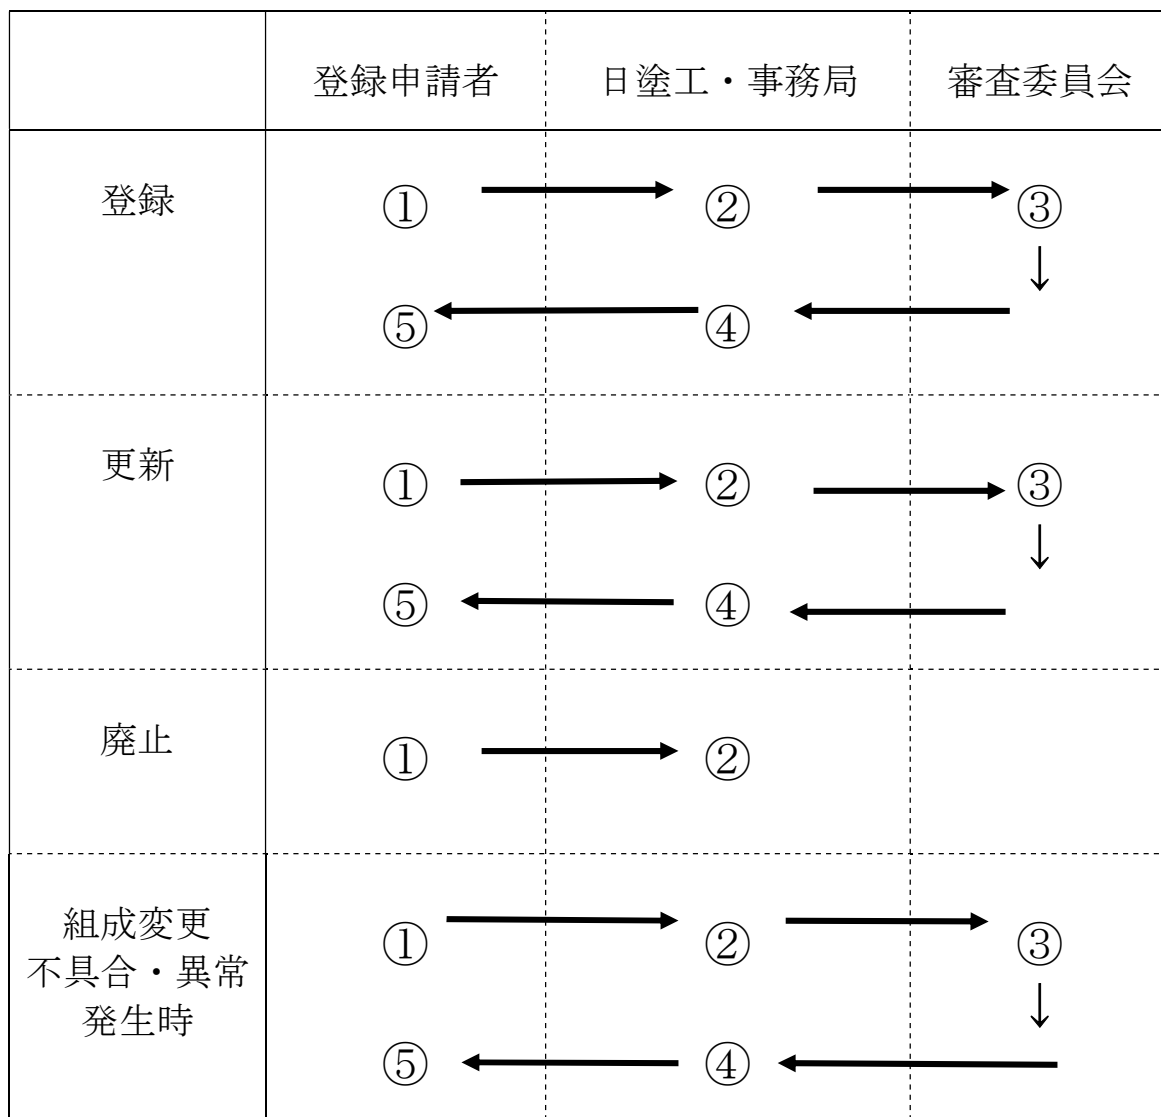 登録申請者 日塗工・事務局 審査委員会
登録 ① ② ③
↓
⑤ ④
更新 ① ② ③
↓
⑤ ④
廃止 ① ②
組成変更
不具合・異常
発生時
① ② ③
↓
⑤ ④